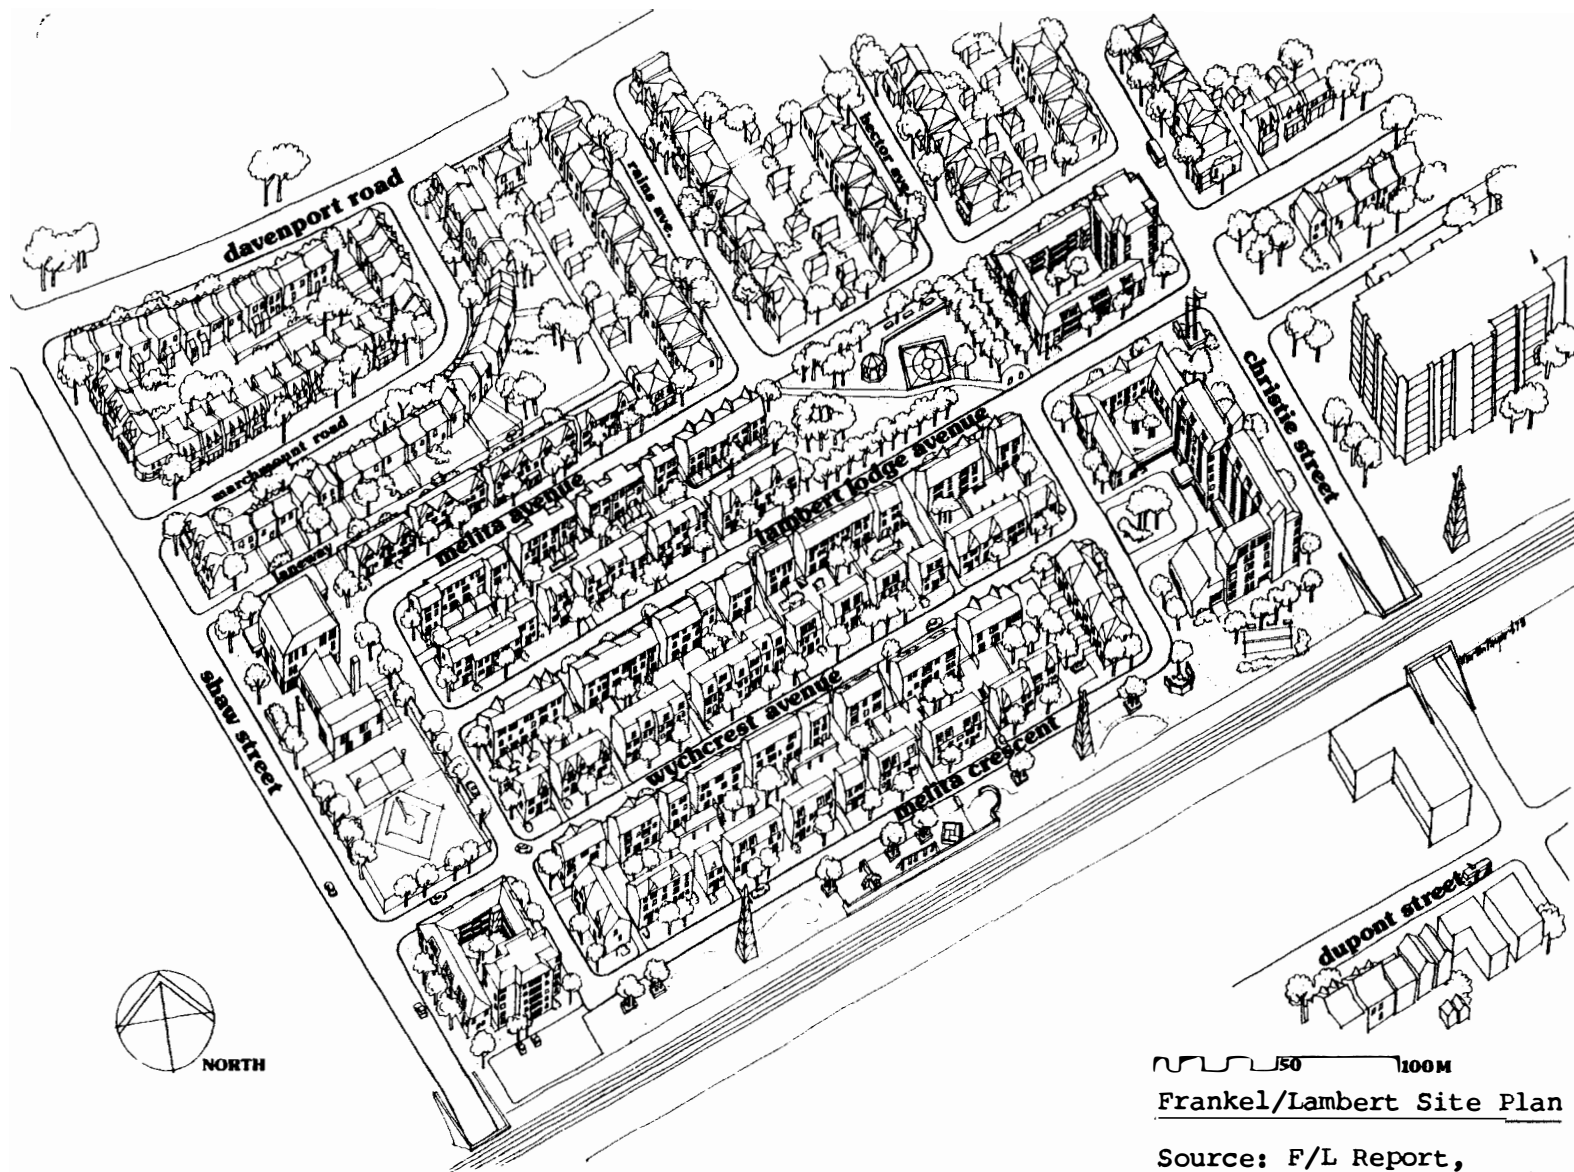 davenport road
rains ave.
hector ave.
marchmount road
laneway
melita avenue
lambert lodge avenue
christie street
shaw street
wychcrest avenue
melita crescent
dupont street
NORTH
50 100M
Frankel/Lambert Site Plan
Source: F/L Report,